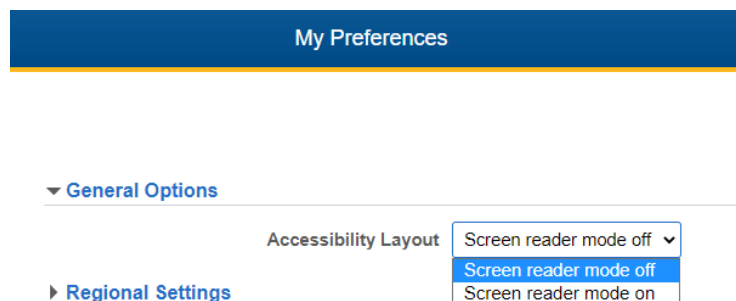 My Preferences
General Options
Accessibility Layout Screen reader mode off
Screen reader mode off
Regional Settings Screen reader mode on